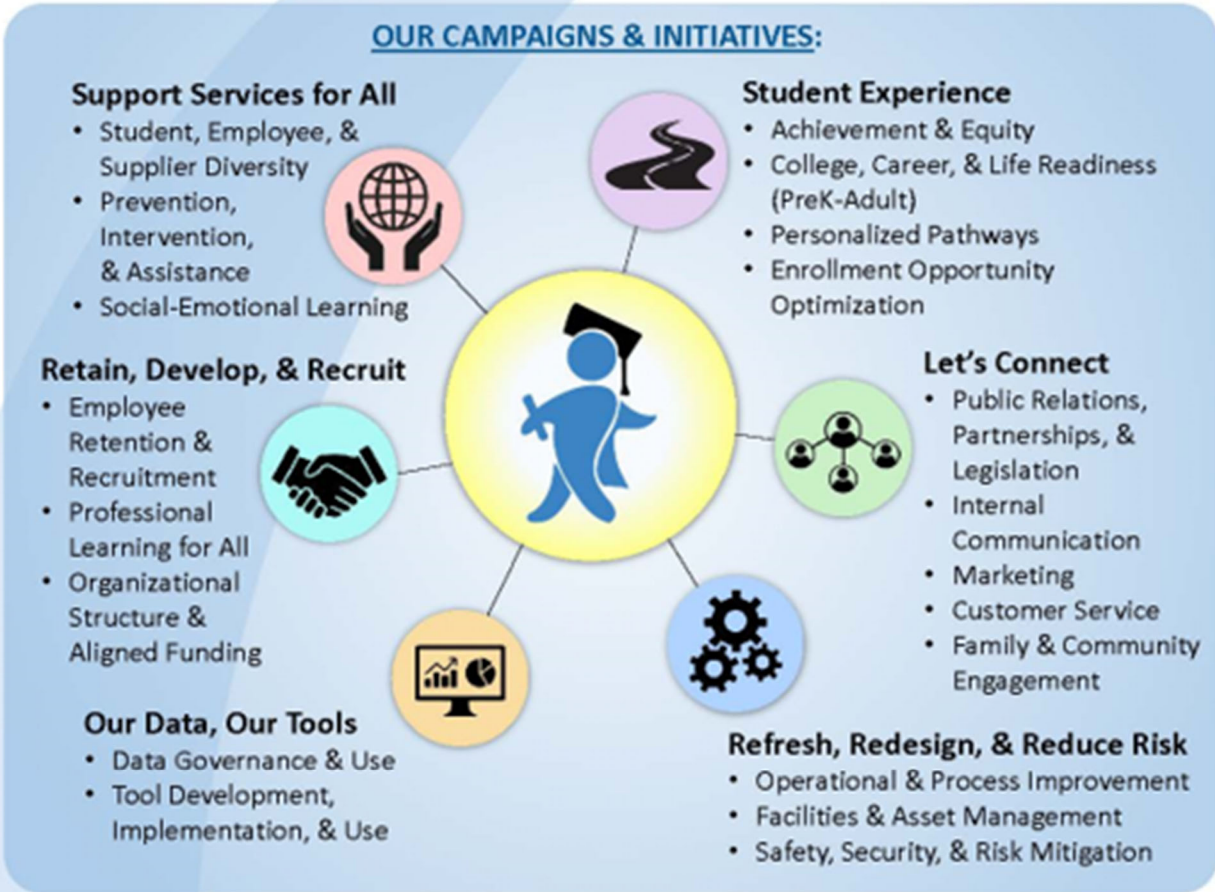 OUR CAMPAIGNS & INITIATIVES:
Support Services for All
• Student, Employee, &
Supplier Diversity
• Prevention,
Intervention,
& Assistance
• Social-Emotional Learning
Student Experience
• Achievement & Equity
• College, Career, & Life Readiness
(PreK-Adult)
• Personalized Pathways
• Enrollment Opportunity
Optimization
Retain, Develop, & Recruit
• Employee
Retention &
Recruitment
• Professional
Learning for All
• Organizational
Structure &
Aligned Funding
Let's Connect
• Public Relations,
Partnerships, &
Legislation
• Internal
Communication
• Marketing
• Customer Service
• Family & Community
Engagement
Our Data, Our Tools
• Data Governance & Use
• Tool Development,
Implementation, & Use
Refresh, Redesign, & Reduce Risk
• Operational & Process Improvement
• Facilities & Asset Management
• Safety, Security, & Risk Mitigation